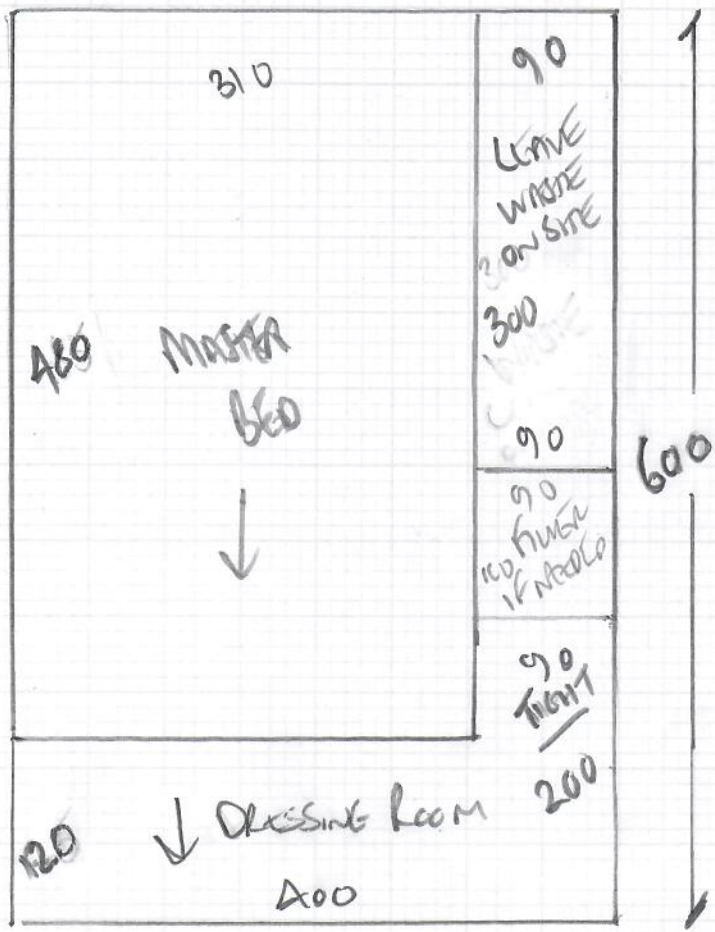 310
90
LEAVE
WASTE
ON SITE
300
480
MASTER
BED
90
600
90
100 FILLER
IF NEEDED
90
TIGHT
200
120
DRESSING ROOM
400